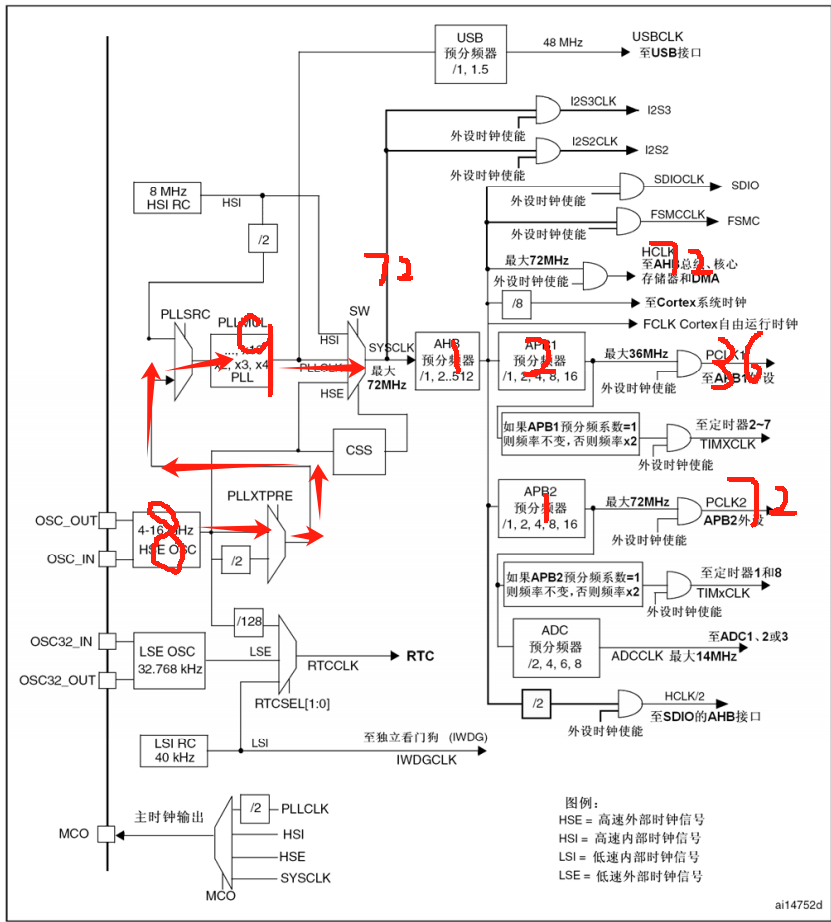 USB
预分频器
/1, 1.5
48 MHz
USBCLK
至USB接口
I2S3CLK
I2S3
外设时钟使能
I2S2CLK
I2S2
外设时钟使能
8 MHz
HSI RC
HSI
/2
SDIOCLK
SDIO
外设时钟使能
FSMCCLK
FSMC
外设时钟使能
72
HCLK
72
最大72MHz
至AHB总线、核心
存储器和DMA
外设时钟使能
/8
至Cortex系统时钟
FCLK Cortex自由运行时钟
PLLSRC
PLLMUL
9
..., x16
x2, x3, x4
PLL
SW
HSI
PLLCLK
HSE
SYSCLK
最大
72MHz
AHB
预分频器
/1, 2..512
1
APB1
预分频器
/1, 2, 4, 8, 16
2
最大36MHz
PCLK1
36
至APB1外设
外设时钟使能
CSS
如果APB1预分频系数=1
则频率不变,否则频率x2
至定时器2~7
TIMXCLK
外设时钟使能
PLLXTPRE
OSC_OUT
OSC_IN
4-16 MHz
HSE OSC
8
/2
APB2
预分频器
/1, 2, 4, 8, 16
1
最大72MHz
PCLK2
72
APB2外设
外设时钟使能
如果APB2预分频系数=1
则频率不变,否则频率x2
至定时器1和8
TIMxCLK
外设时钟使能
/128
OSC32_IN
OSC32_OUT
LSE OSC
32.768 kHz
LSE
RTCCLK
RTC
RTCSEL[1:0]
ADC
预分频器
/2, 4, 6, 8
至ADC1、2或3
ADCCLK 最大14MHz
/2
HCLK/2
至SDIO的AHB接口
外设时钟使能
LSI RC
40 kHz
LSI
至独立看门狗 (IWDG)
IWDGCLK
MCO
主时钟输出
/2
PLLCLK
HSI
HSE
SYSCLK
MCO
图例：
HSE = 高速外部时钟信号
HSI = 高速内部时钟信号
LSI = 低速内部时钟信号
LSE = 低速外部时钟信号
ai14752d